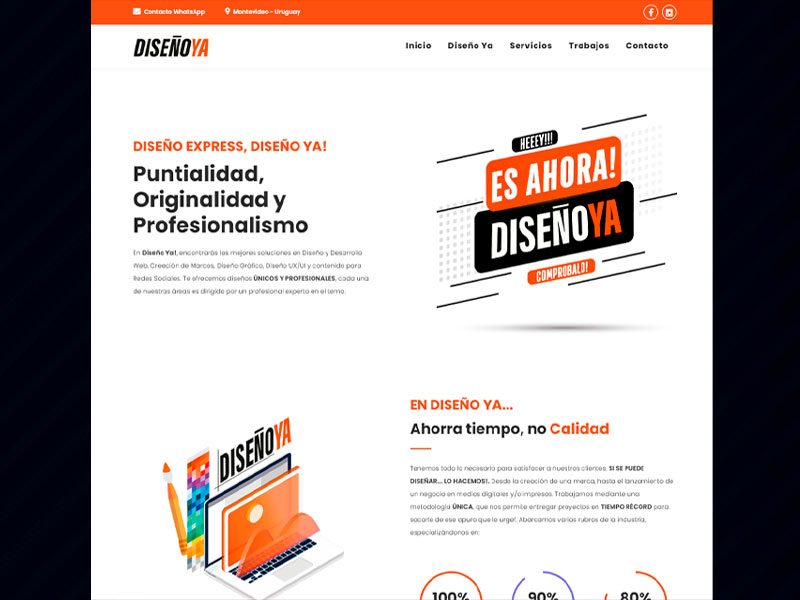 Contacto WhatsApp
Montevideo - Uruguay
DISEÑOYA
Inicio
Diseño Ya
Servicios
Trabajos
Contacto
DISEÑO EXPRESS, DISEÑO YA!
Puntialidad,
Originalidad y
Profesionalismo
En Diseño Ya!, encontrarás las mejores soluciones en Diseño y Desarrollo
Web, Creación de Marcas, Diseño Gráfico, Diseño UX/UI y contenido para
Redes Sociales. Te ofrecemos diseños ÚNICOS Y PROFESIONALES, cada una
de nuestras áreas es dirigida por un profesional experto en el tema.
HEEEY!!!
ES AHORA!
DISEÑOYA
COMPROBALO!
DISEÑOYA
EN DISEÑO YA...
Ahorra tiempo, no Calidad
Tenemos todo lo necesario para satisfacer a nuestros clientes, SI SE PUEDE
DISEÑAR... LO HACEMOS!. Desde la creación de una marca, hasta el lanzamiento de
un negocio en medios digitales y/o impresos. Trabajamos mediante una
metodología ÚNICA, que nos permite entregar proyectos en TIEMPO RÉCORD para
sacarle de ese apuro que le urge!. Abarcamos varios rubros de la industria,
especializándonos en:
100%
90%
80%